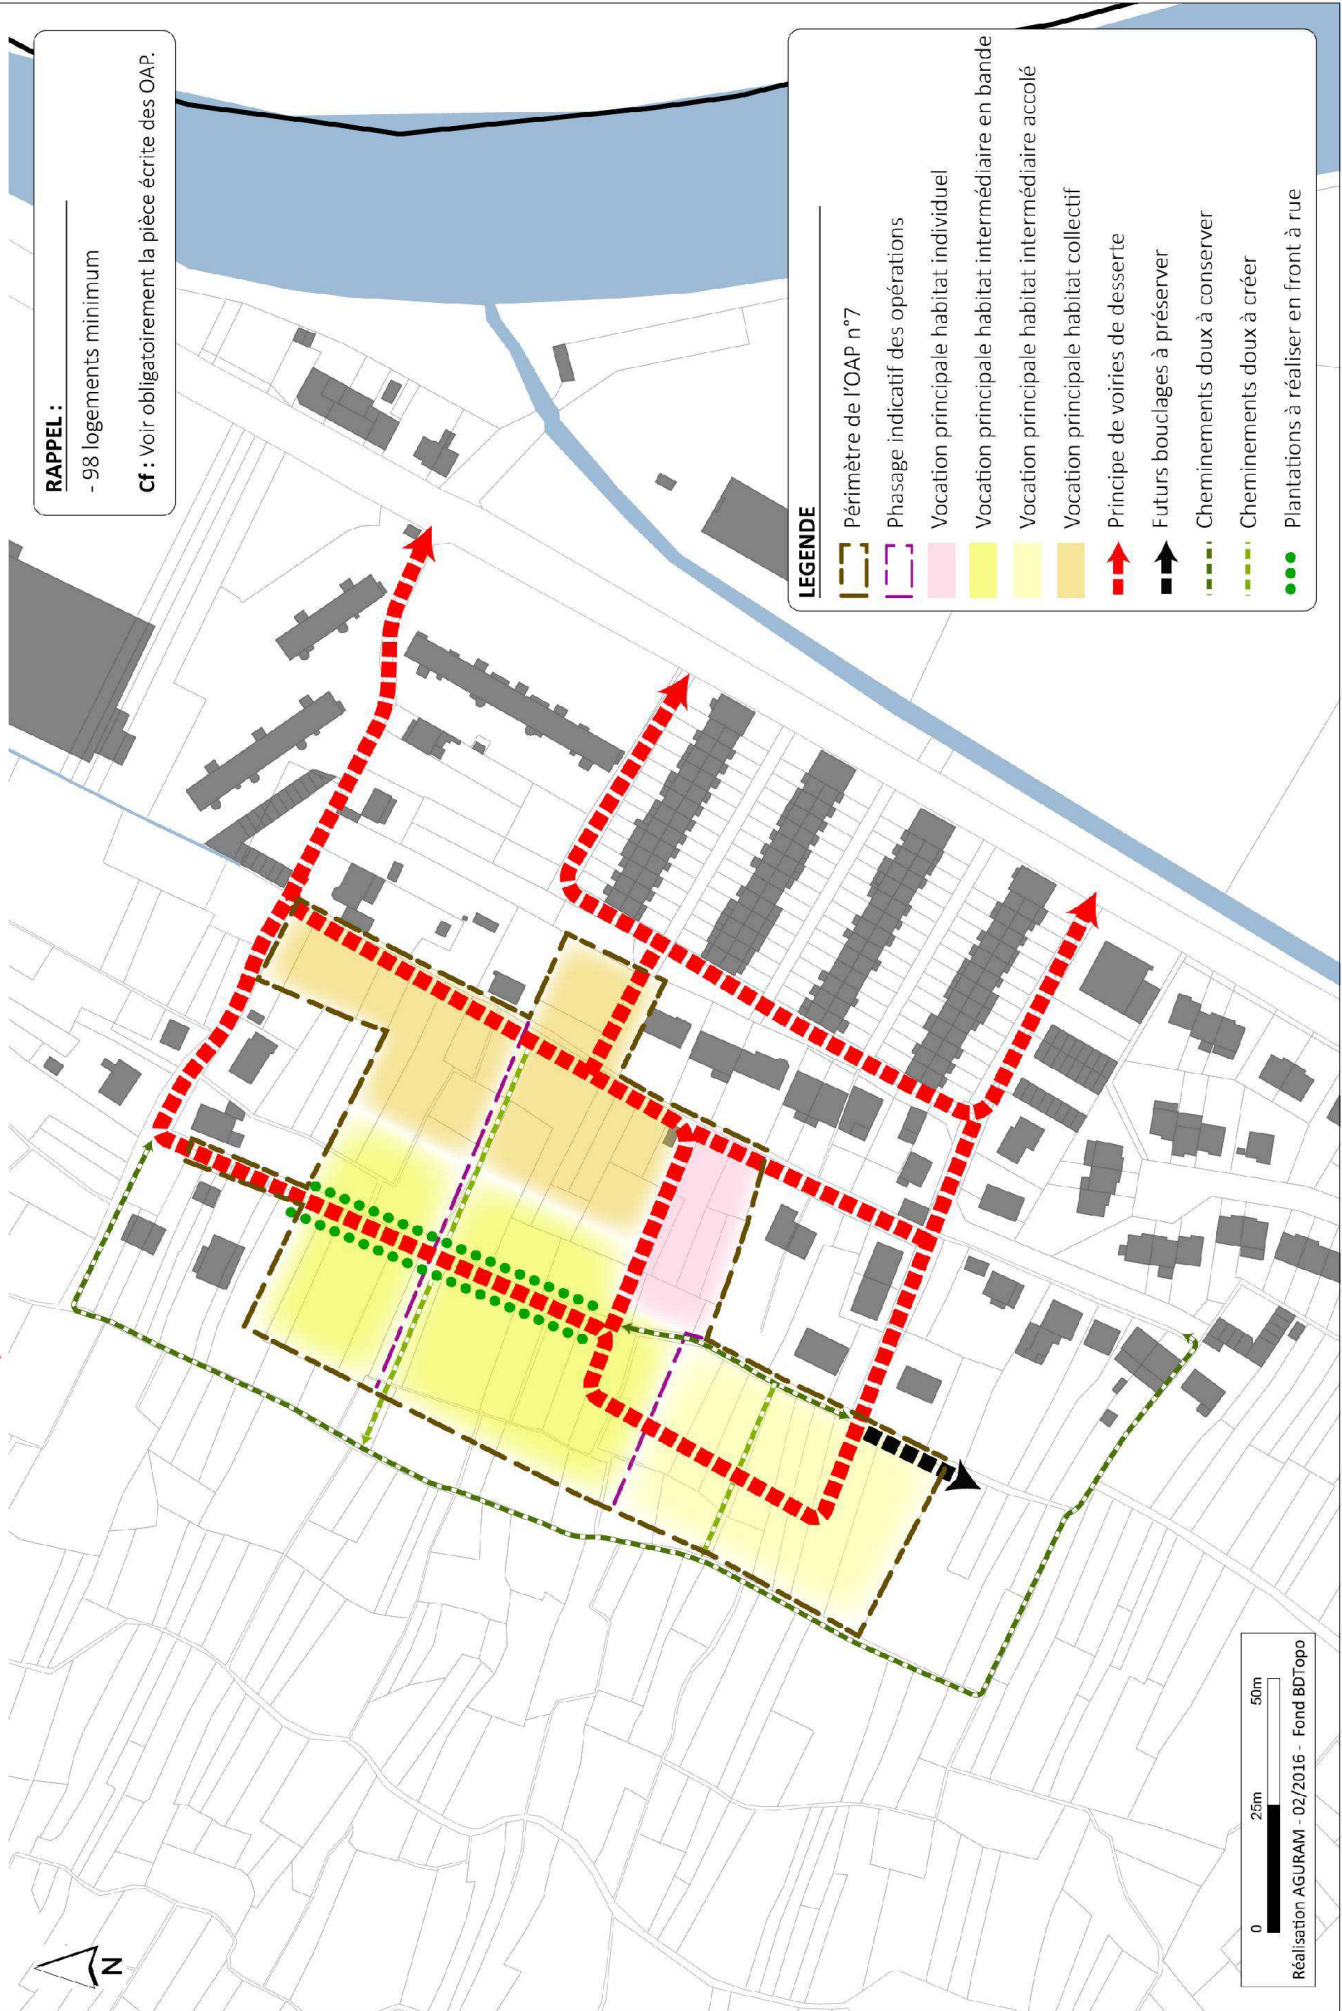 RAPPEL :
- 98 logements minimum
Cf : Voir obligatoirement la pièce écrite des OAP.
LEGENDE
Périmètre de l'OAP n°7
Phasage indicatif des opérations
Vocation principale habitat individuel
Vocation principale habitat intermédiaire en bande
Vocation principale habitat intermédiaire accolé
Vocation principale habitat collectif
Principe de voiries de desserte
Futurs bouclages à préserver
Cheminements doux à conserver
Cheminements doux à créer
Plantations à réaliser en front à rue
N
0 25m 50m
Réalisation AGURAM - 02/2016 - Fond BDTopo